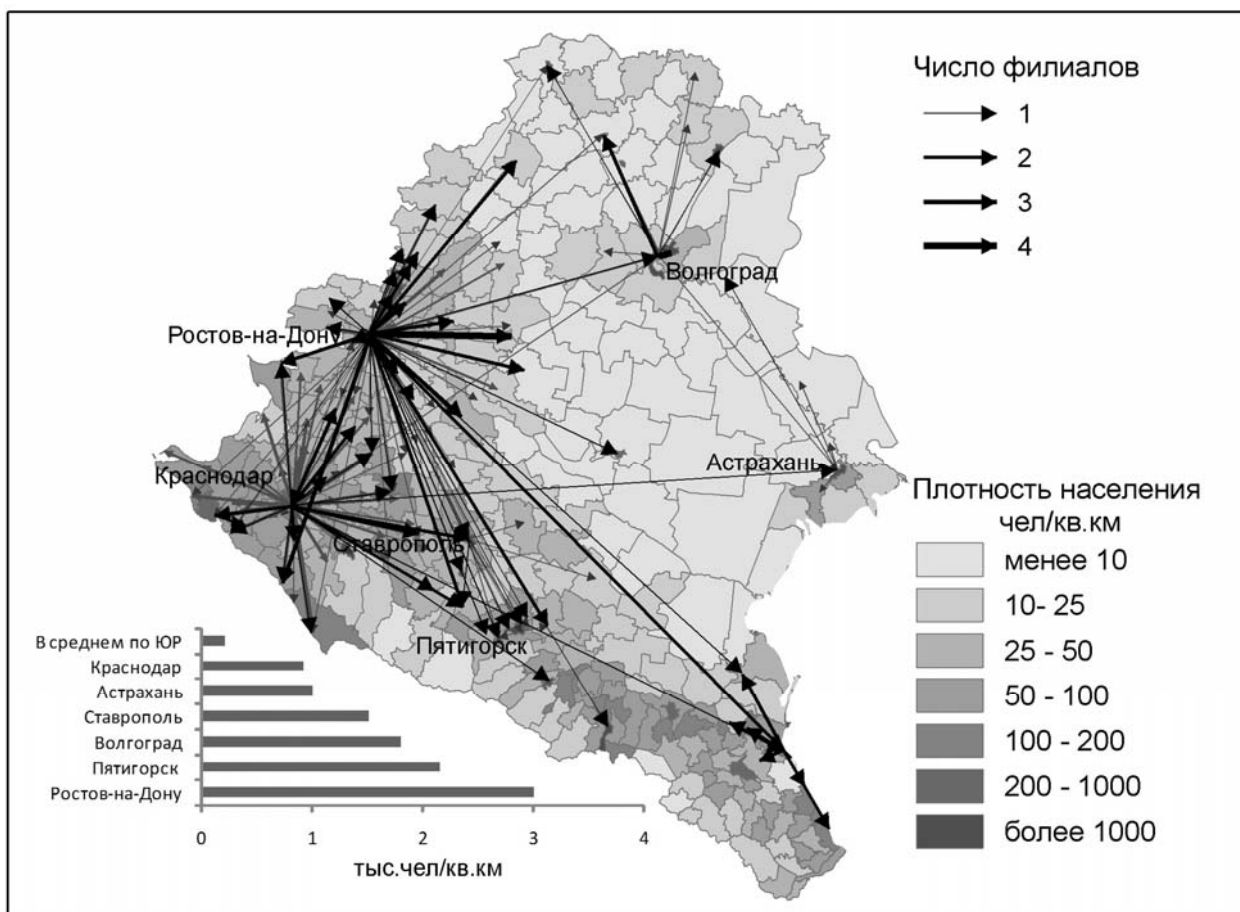 Число филиалов
1
2
3
4
Волгоград
Ростов-на-Дону
Астрахань
Краснодар
Ставрополь
Пятигорск
Плотность населения
чел/кв.км
менее 10
10- 25
25 - 50
50 - 100
100 - 200
200 - 1000
более 1000
В среднем по ЮР
Краснодар
Астрахань
Ставрополь
Волгоград
Пятигорск
Ростов-на-Дону
0 1 2 3 4
тыс.чел/кв.км